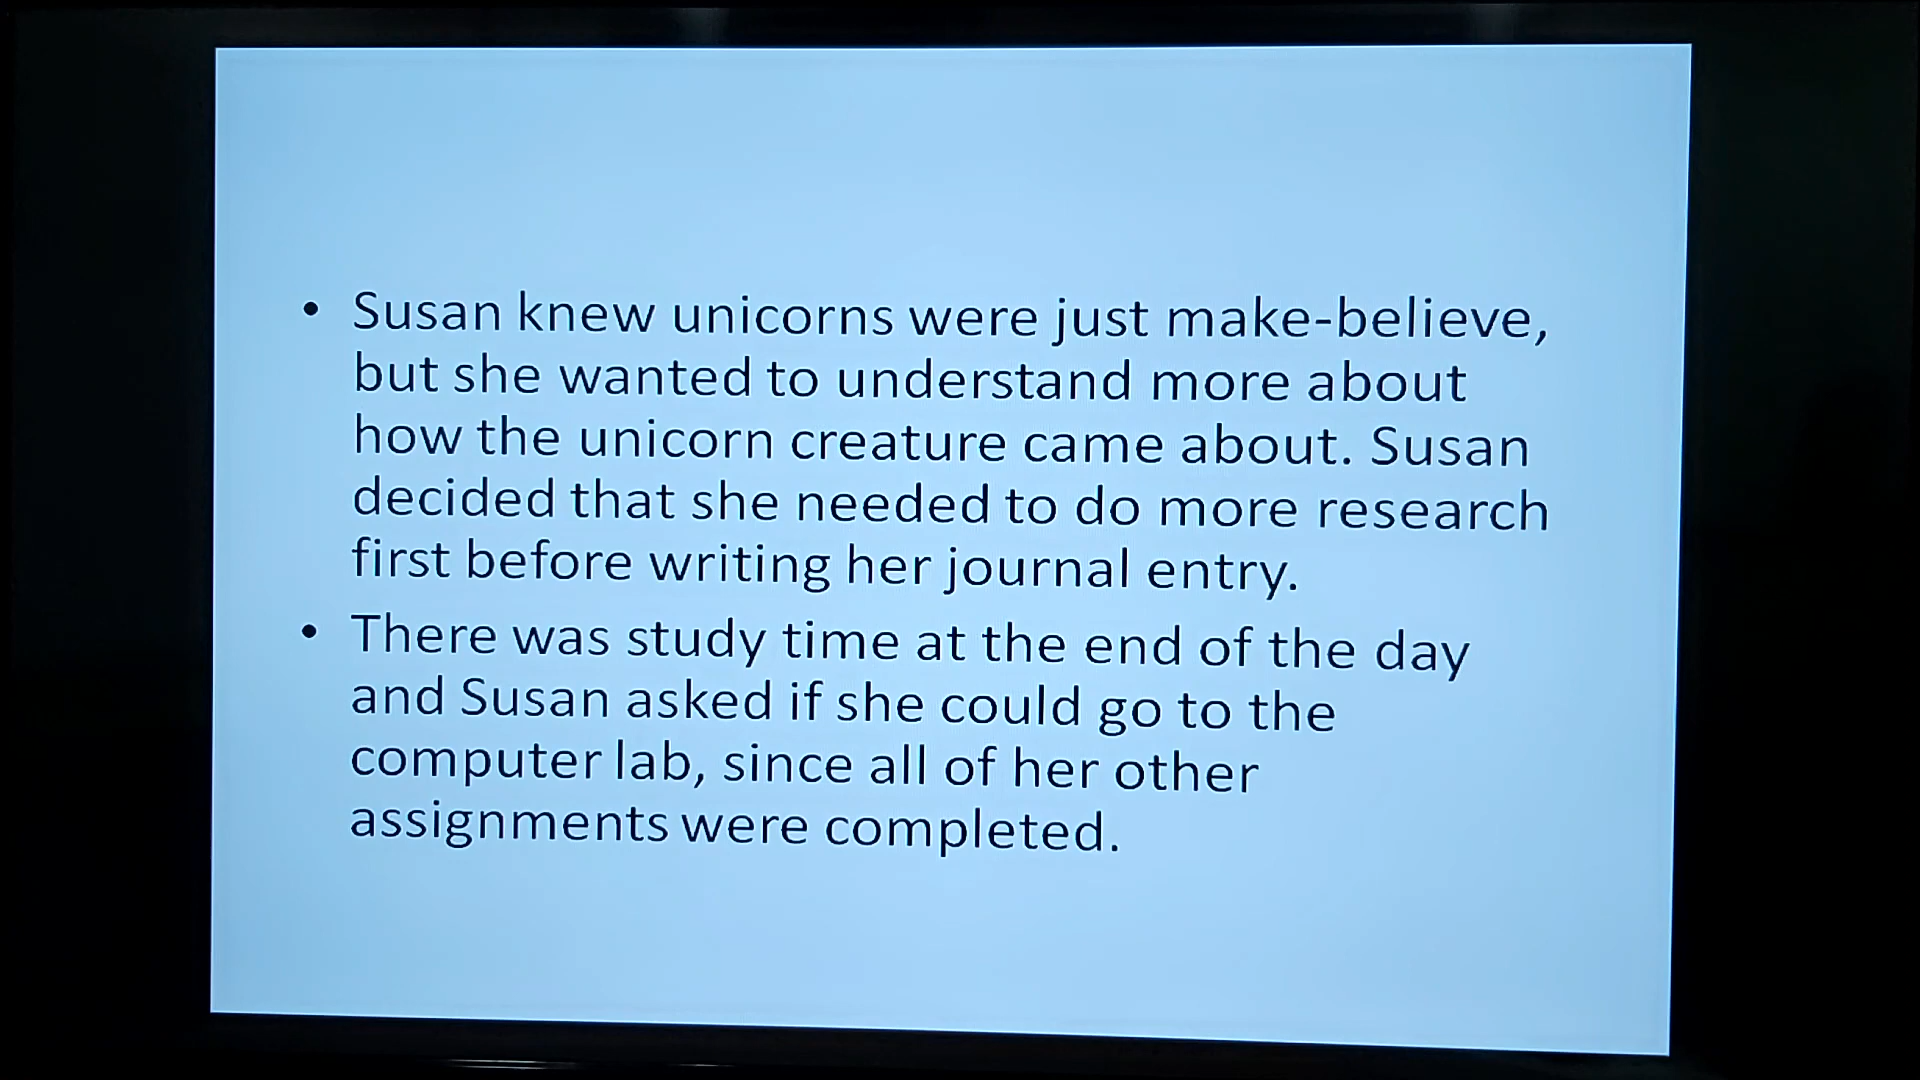 • Susan knew unicorns were just make-believe,
but she wanted to understand more about
how the unicorn creature came about. Susan
decided that she needed to do more research
first before writing her journal entry.
• There was study time at the end of the day
and Susan asked if she could go to the
computer lab, since all of her other
assignments were completed.